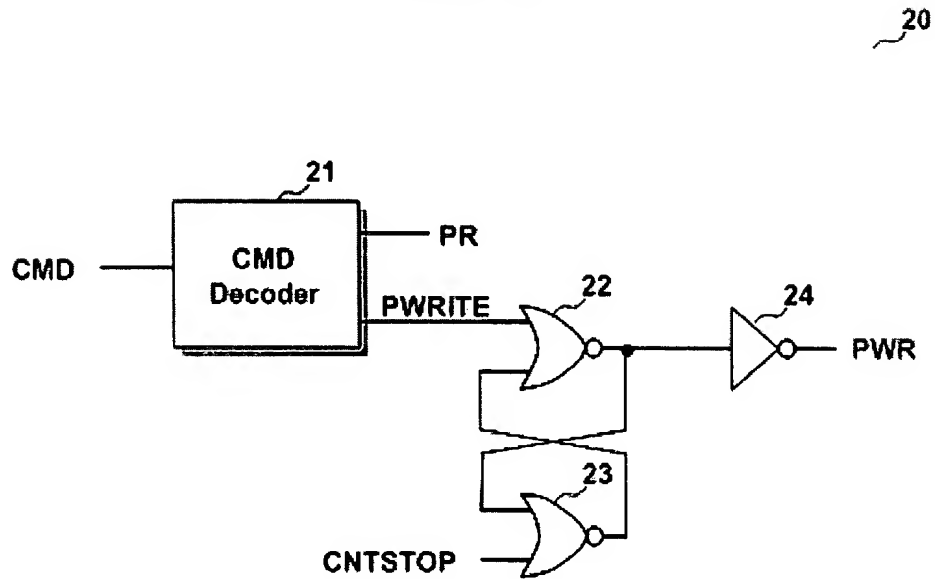 20
21
CMD
CMD
Decoder
PR
PWRITE
22
24
PWR
23
CNTSTOP